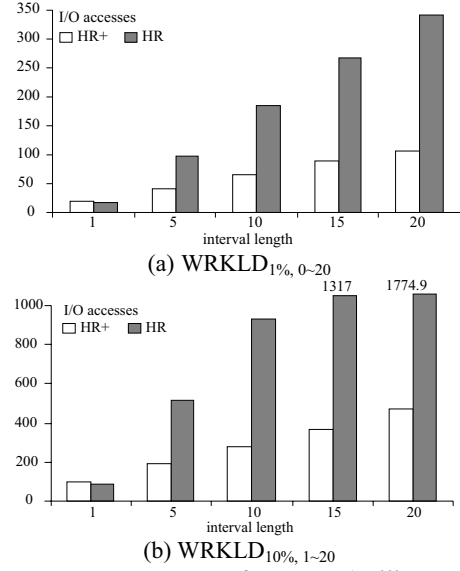 350
I/O accesses
HR+ HR
300
250
200
150
100
50
0
1 5 10 15 20
interval length
(a) WRKLD1%, 0~20
1317 1774.9
1000
I/O accesses
HR+ HR
800
600
400
200
0
1 5 10 15 20
interval length
(b) WRKLD10%, 1~20